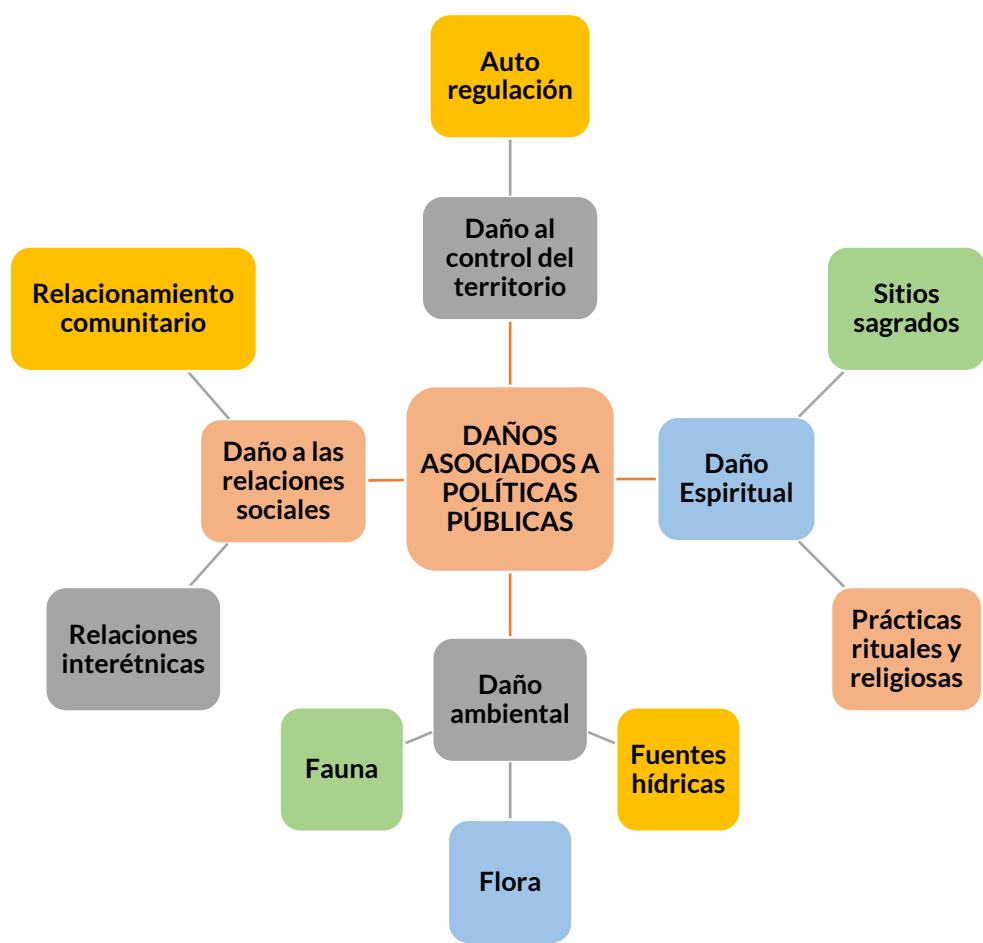 Auto
regulación
Daño al
control del
territorio
Relacionamiento
comunitario
Sitios
sagrados
Daño a las
relaciones
sociales
DAÑOS
ASOCIADOS A
POLÍTICAS
PÚBLICAS
Daño
Espiritual
Relaciones
interétnicas
Prácticas
rituales y
religiosas
Daño
ambiental
Fauna
Fuentes
hídricas
Flora